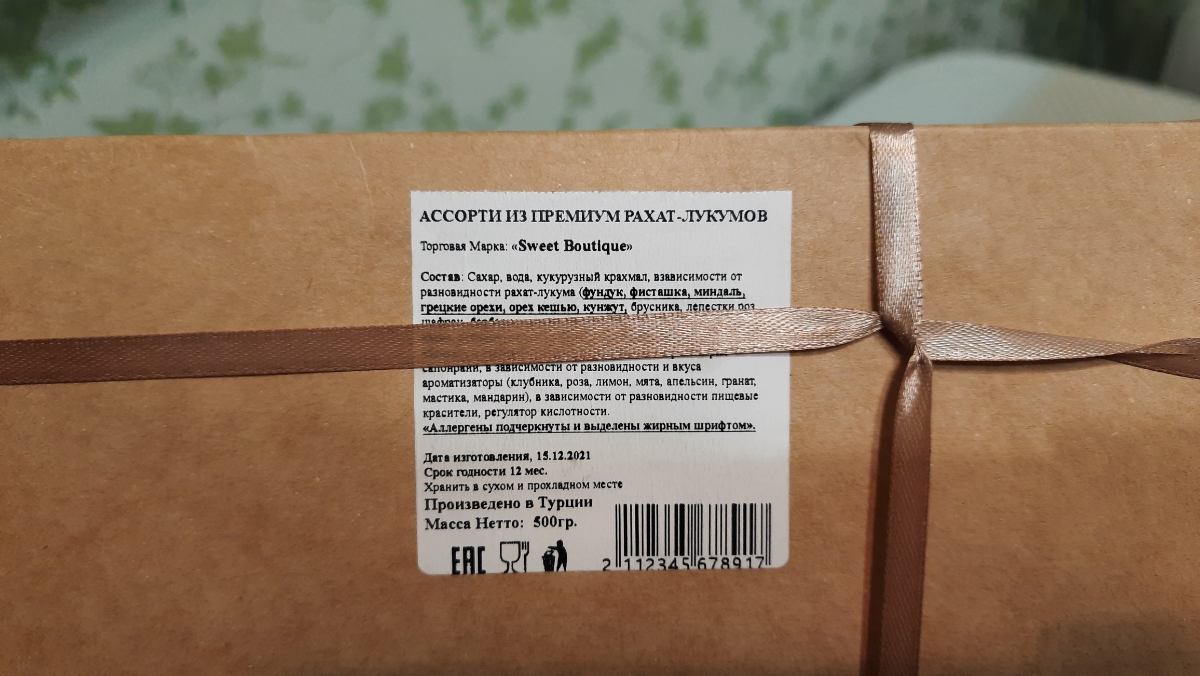 АССОРТИ ИЗ ПРЕМИУМ РАХАТ-ЛУКУМОВ
Торговая Марка: «Sweet Boutique»
Состав: Сахар, вода, кукурузный крахмал, взависимости от
разновидности рахат-лукума (фундук, фисташка, миндаль,
грецкие орехи, орех кешью, кунжут, брусника, лепестки роз
в зависимости от разновидности и вкуса
ароматизаторы (клубника, роза, лимон, мята, апельсин, гранат,
мастика, мандарин), в зависимости от разновидности пищевые
красители, регулятор кислотности.
«Аллергены подчеркнуты и выделены жирным шрифтом».
Дата изготовления, 15.12.2021
Срок годности 12 мес.
Хранить в сухом и прохладном месте
Произведено в Турции
Масса Нетто: 500гр.
EAC
2 112345 678917